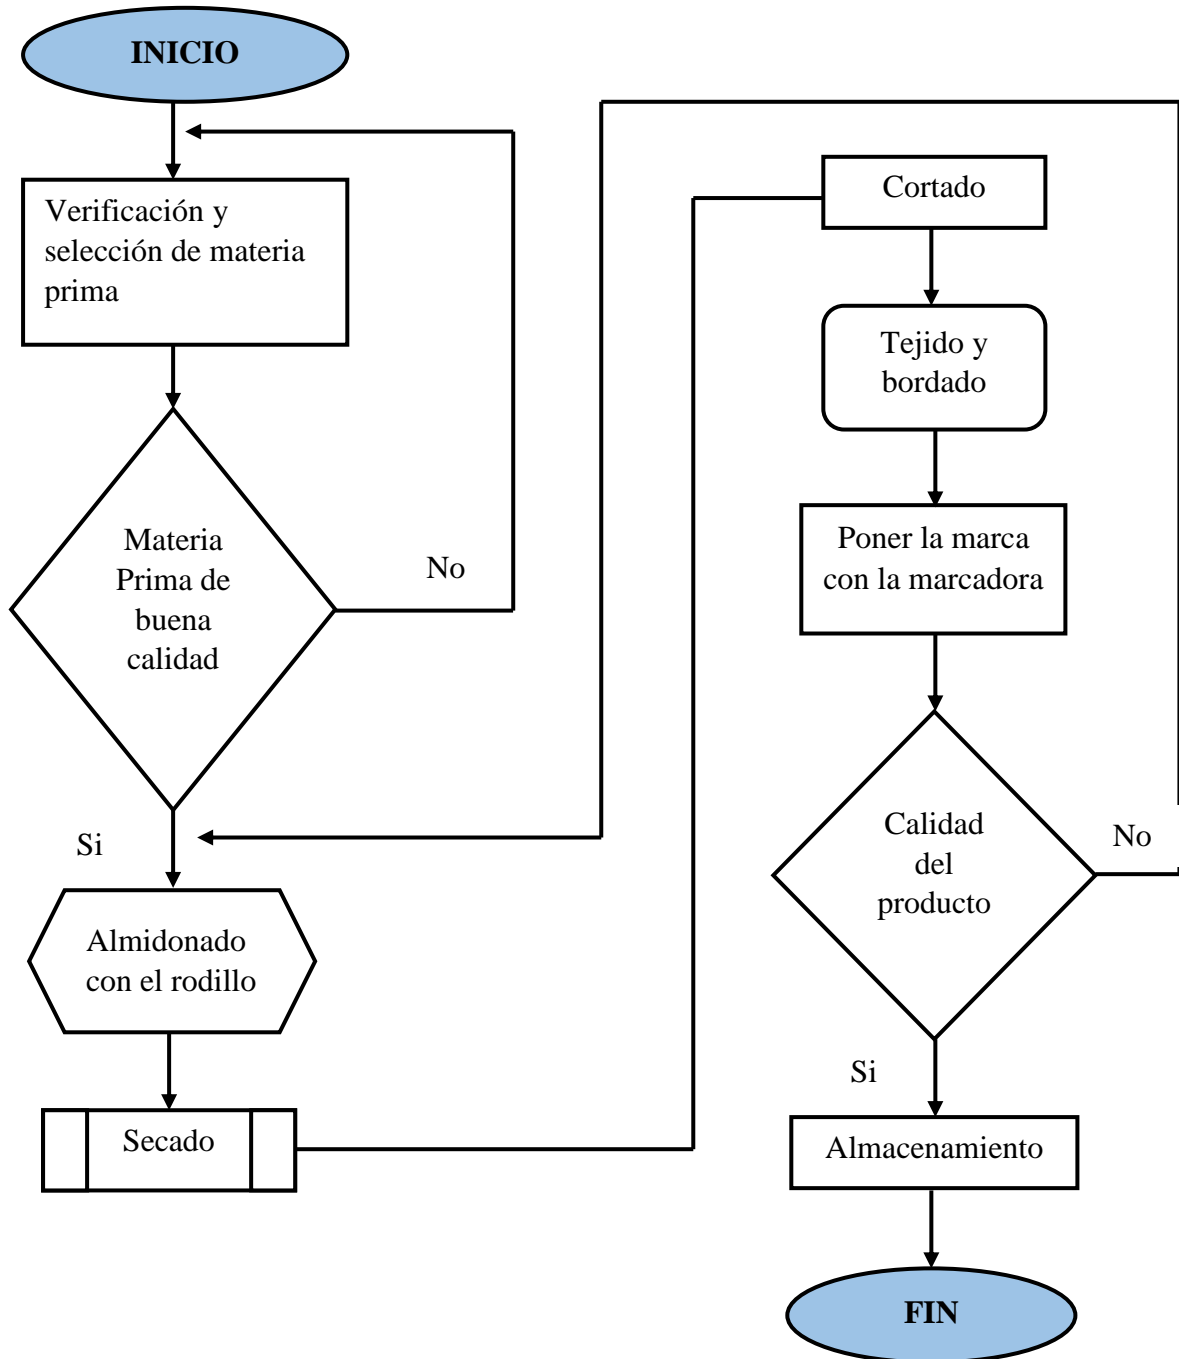 INICIO
Verificación y
selección de materia
prima
Materia
Prima de
buena
calidad
No
Si
Almidonado
con el rodillo
Secado
Cortado
Tejido y
bordado
Poner la marca
con la marcadora
Calidad
del
producto
No
Si
Almacenamiento
FIN